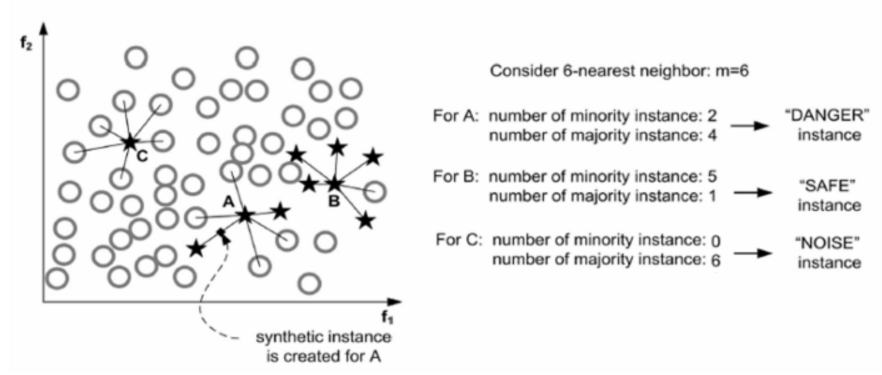 f₂
C
A
B
f₁
synthetic instance
is created for A
Consider 6-nearest neighbor: m=6
For A: number of minority instance: 2
number of majority instance: 4
"DANGER"
instance
For B: number of minority instance: 5
number of majority instance: 1
"SAFE"
instance
For C: number of minority instance: 0
number of majority instance: 6
"NOISE"
instance